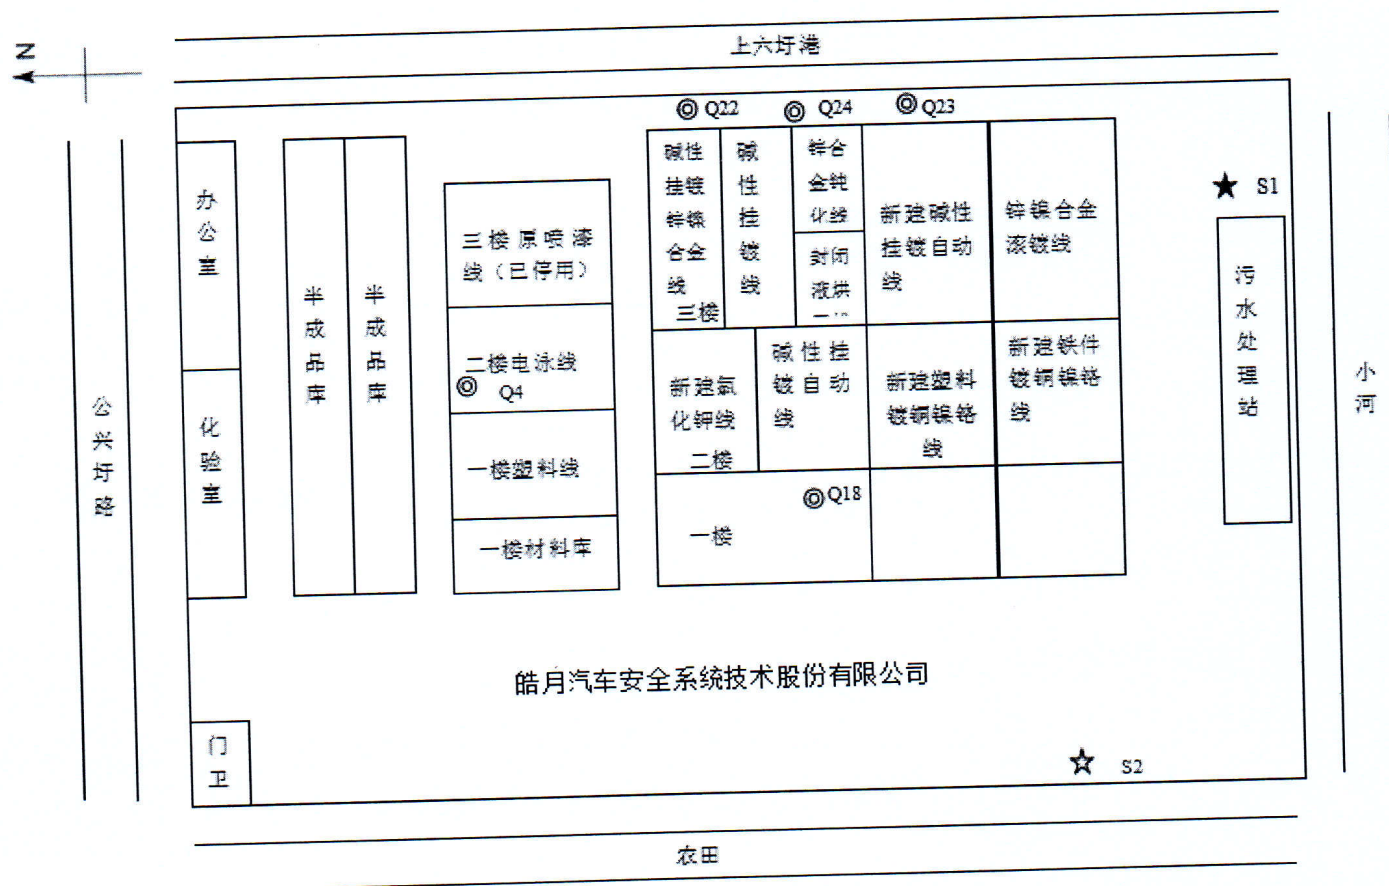 上六圩港
N
Q22
Q24
Q23
办公室
化验室
门卫
公兴圩路
半成品库
半成品库
三楼原喷漆
线（已停用）
二楼电泳线
Q4
一楼塑料线
一楼材料库
碱性
挂镀
锌镍
合金
线
三楼
碱性挂镀线
锌合
金钝
化线
封闭
液烘
新建碱性
挂镀自动
线
锌镍合金
滚镀线
新建氯
化钾线
二楼
碱性挂
镀自动
线
新建塑料
镀铜镍铬
线
新建铁件
镀铜镍铬
线
一楼
Q18
S1
污水处理站
小河
皓月汽车安全系统技术股份有限公司
S2
农田